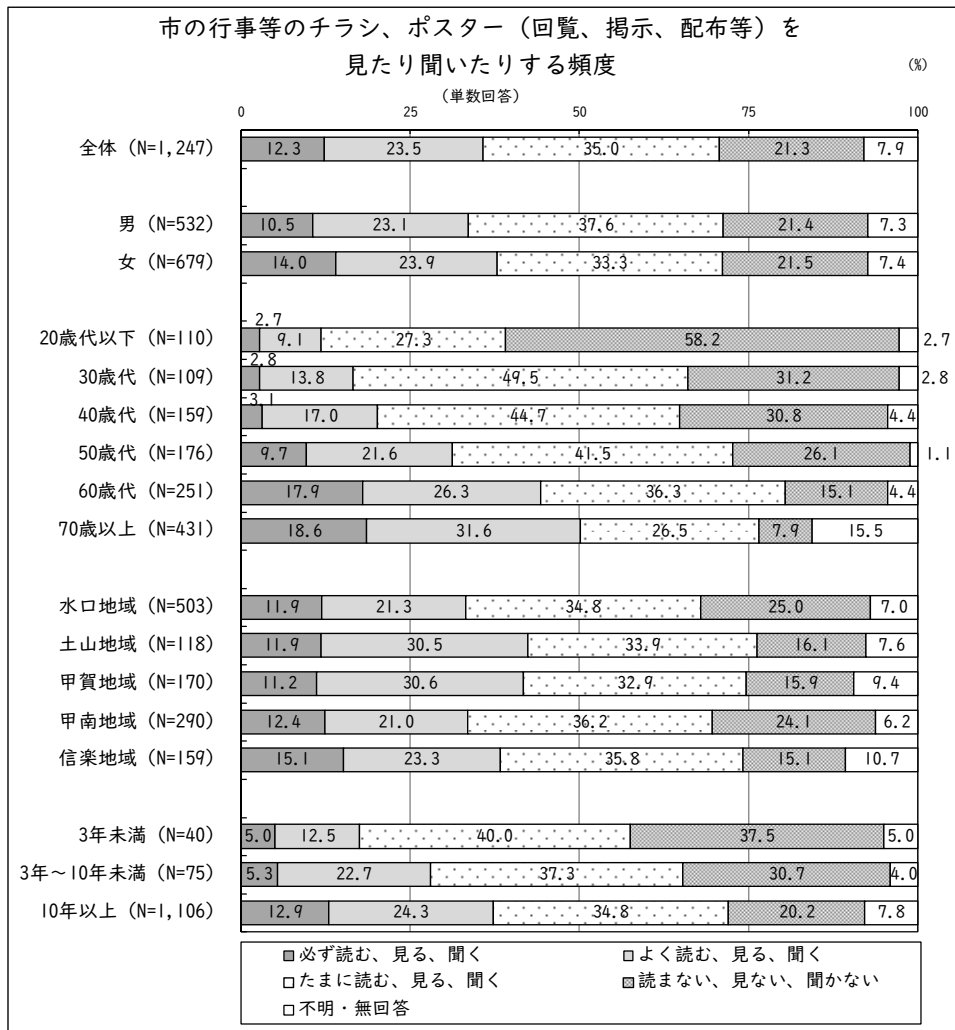 市の行事等のチラシ、ポスター（回覧、掲示、配布等）を
見たり聞いたりする頻度
(%)
（単数回答）
0 25 50 75 100
全体 (N=1,247) 12.3 23.5 35.0 21.3 7.9
男 (N=532) 10.5 23.1 37.6 21.4 7.3
女 (N=679) 14.0 23.9 33.3 21.5 7.4
20歳代以下 (N=110) 2.7 9.1 27.3 58.2 2.7
30歳代 (N=109) 2.8 13.8 49.5 31.2 2.8
40歳代 (N=159) 3.1 17.0 44.7 30.8 4.4
50歳代 (N=176) 9.7 21.6 41.5 26.1 1.1
60歳代 (N=251) 17.9 26.3 36.3 15.1 4.4
70歳以上 (N=431) 18.6 31.6 26.5 7.9 15.5
水口地域 (N=503) 11.9 21.3 34.8 25.0 7.0
土山地域 (N=118) 11.9 30.5 33.9 16.1 7.6
甲賀地域 (N=170) 11.2 30.6 32.9 15.9 9.4
甲南地域 (N=290) 12.4 21.0 36.2 24.1 6.2
信楽地域 (N=159) 15.1 23.3 35.8 15.1 10.7
3年未満 (N=40) 5.0 12.5 40.0 37.5 5.0
3年～10年未満 (N=75) 5.3 22.7 37.3 30.7 4.0
10年以上 (N=1,106) 12.9 24.3 34.8 20.2 7.8
必ず読む、見る、聞く よく読む、見る、聞く
たまに読む、見る、聞く 読まない、見ない、聞かない
不明・無回答